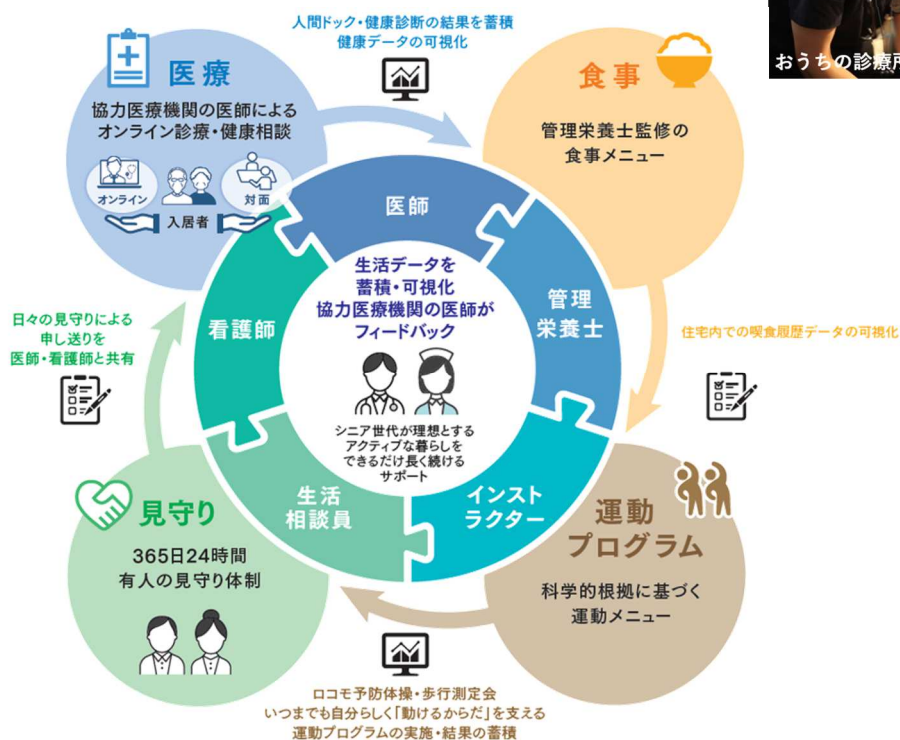 人間ドック・健康診断の結果を蓄積
健康データの可視化
おうちの診療所
医療
協力医療機関の医師による
オンライン診療・健康相談
オンライン
対面
入居者
食事
管理栄養士監修の
食事メニュー
医師
管理
栄養士
看護師
生活データを
蓄積・可視化
協力医療機関の医師が
フィードバック
シニア世代が理想とする
アクティブな暮らしを
できるだけ長く続ける
サポート
日々の見守りによる
申し送りを
医師・看護師と共有
住宅内での喫食履歴データの可視化
生活
相談員
インスト
ラクター
見守り
365日24時間
有人の見守り体制
運動
プログラム
科学的根拠に基づく
運動メニュー
ロコモ予防体操・歩行測定会
いつまでも自分らしく「動けるからだ」を支える
運動プログラムの実施・結果の蓄積